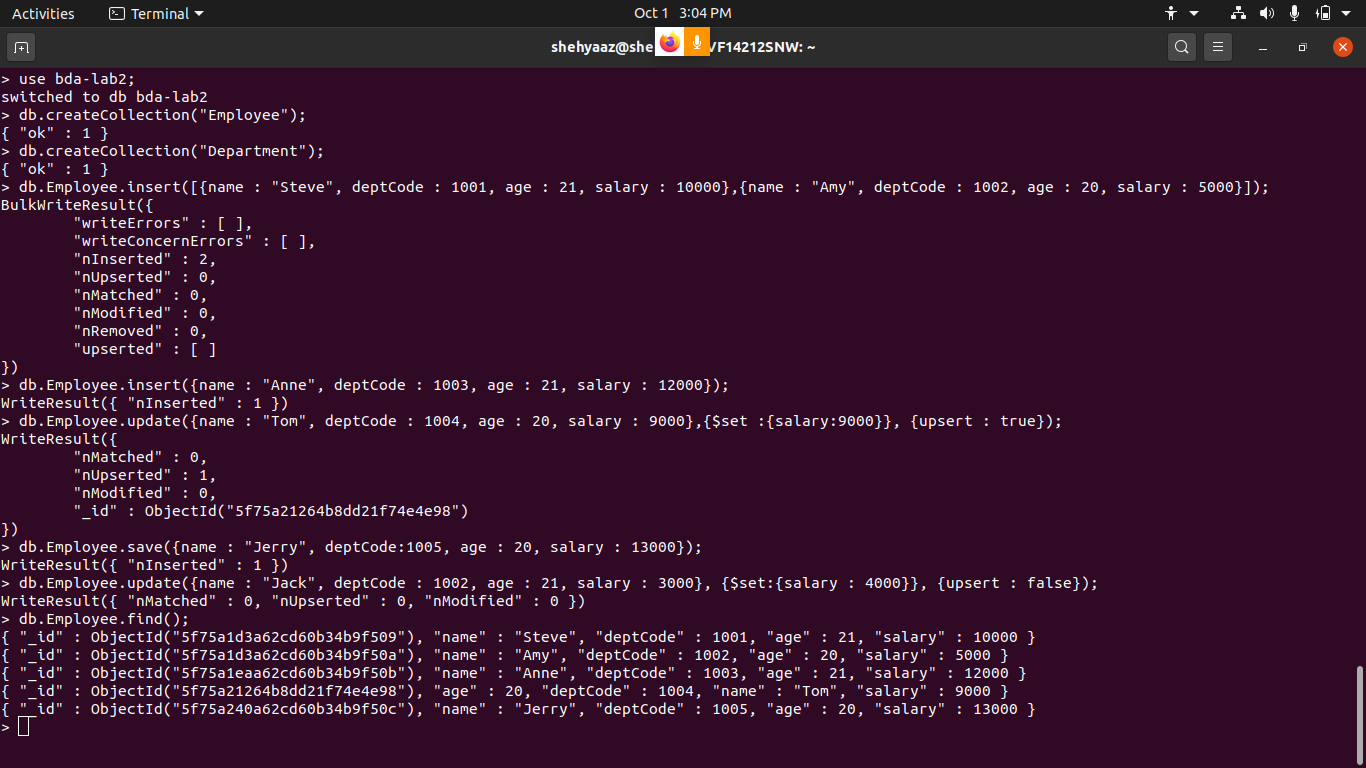 Activities Terminal Oct 1 3:04 PM
shehyaaz@she VF14212SNW: ~
> use bda-lab2;
switched to db bda-lab2
> db.createCollection("Employee");
{ "ok" : 1 }
> db.createCollection("Department");
{ "ok" : 1 }
> db.Employee.insert([{name : "Steve", deptCode : 1001, age : 21, salary : 10000},{name : "Amy", deptCode : 1002, age : 20, salary : 5000}]);
BulkWriteResult({
        "writeErrors" : [ ],
        "writeConcernErrors" : [ ],
        "nInserted" : 2,
        "nUpserted" : 0,
        "nMatched" : 0,
        "nModified" : 0,
        "nRemoved" : 0,
        "upserted" : [ ]
})
> db.Employee.insert({name : "Anne", deptCode : 1003, age : 21, salary : 12000});
WriteResult({ "nInserted" : 1 })
> db.Employee.update({name : "Tom", deptCode : 1004, age : 20, salary : 9000},{$set :{salary:9000}}, {upsert : true});
WriteResult({
        "nMatched" : 0,
        "nUpserted" : 1,
        "nModified" : 0,
        "_id" : ObjectId("5f75a21264b8dd21f74e4e98")
})
> db.Employee.save({name : "Jerry", deptCode:1005, age : 20, salary : 13000});
WriteResult({ "nInserted" : 1 })
> db.Employee.update({name : "Jack", deptCode : 1002, age : 21, salary : 3000}, {$set:{salary : 4000}}, {upsert : false});
WriteResult({ "nMatched" : 0, "nUpserted" : 0, "nModified" : 0 })
> db.Employee.find();
{ "_id" : ObjectId("5f75a1d3a62cd60b34b9f509"), "name" : "Steve", "deptCode" : 1001, "age" : 21, "salary" : 10000 }
{ "_id" : ObjectId("5f75a1d3a62cd60b34b9f50a"), "name" : "Amy", "deptCode" : 1002, "age" : 20, "salary" : 5000 }
{ "_id" : ObjectId("5f75a1eaa62cd60b34b9f50b"), "name" : "Anne", "deptCode" : 1003, "age" : 21, "salary" : 12000 }
{ "_id" : ObjectId("5f75a21264b8dd21f74e4e98"), "age" : 20, "deptCode" : 1004, "name" : "Tom", "salary" : 9000 }
{ "_id" : ObjectId("5f75a240a62cd60b34b9f50c"), "name" : "Jerry", "deptCode" : 1005, "age" : 20, "salary" : 13000 }
>